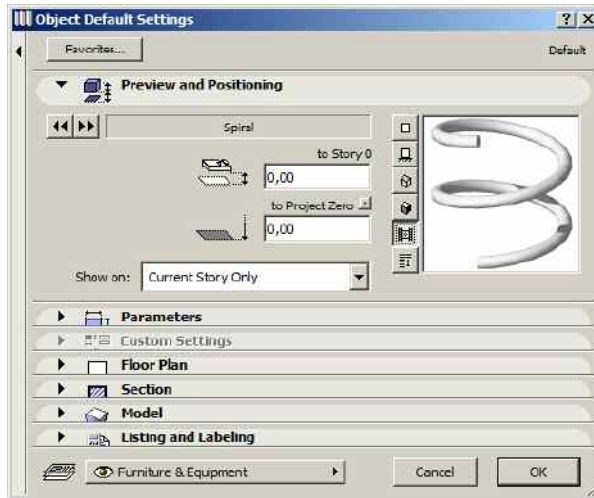 Object Default Settings
Favorites...
Default
Preview and Positioning
Spiral
to Story 0
0,00
to Project Zero
0,00
Show on:
Current Story Only
Parameters
Custom Settings
Floor Plan
Section
Model
Listing and Labeling
Furniture & Equipment
Cancel
OK